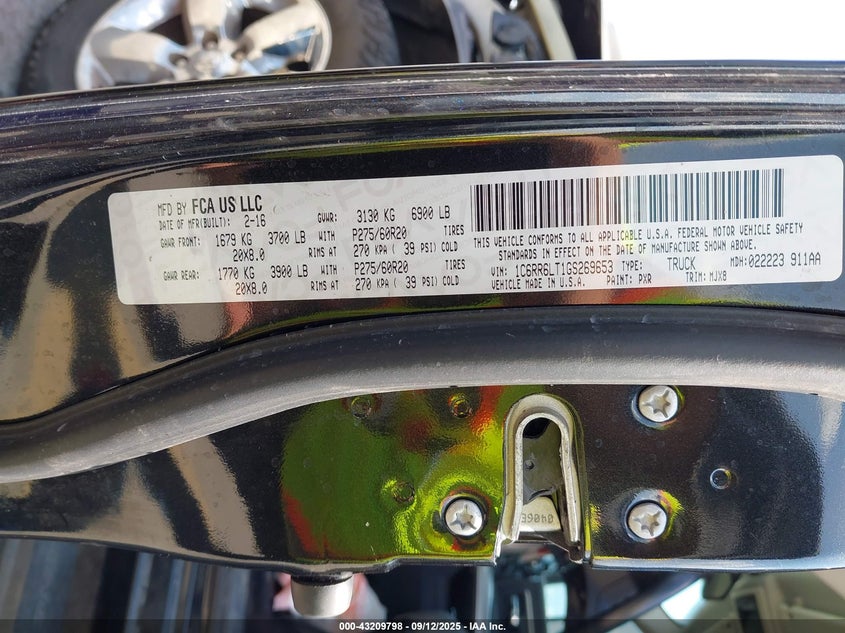 MFD BY FCA US LLC
DATE OF MFR(BUILT): 2-16 GVWR: 3130 KG 6900 LB
GAWR FRONT: 1679 KG 3700 LB WITH P275/60R20 TIRES
20X8.0 RIMS AT 270 KPA ( 39 PSI) COLD
GAWR REAR: 1770 KG 3900 LB WITH P275/60R20 TIRES
20X8.0 RIMS AT 270 KPA ( 39 PSI) COLD
THIS VEHICLE CONFORMS TO ALL APPLICABLE U.S.A. FEDERAL MOTOR VEHICLE SAFETY
STANDARDS IN EFFECT ON THE DATE OF MANUFACTURE SHOWN ABOVE.
VIN: 1C6RR6LT1GS269653 TYPE: TRUCK MDH: 022223 911AA
VEHICLE MADE IN U.S.A. PAINT: PXR TRIM: MJX8
000-43209798 - 09/12/2025 - IAA Inc.